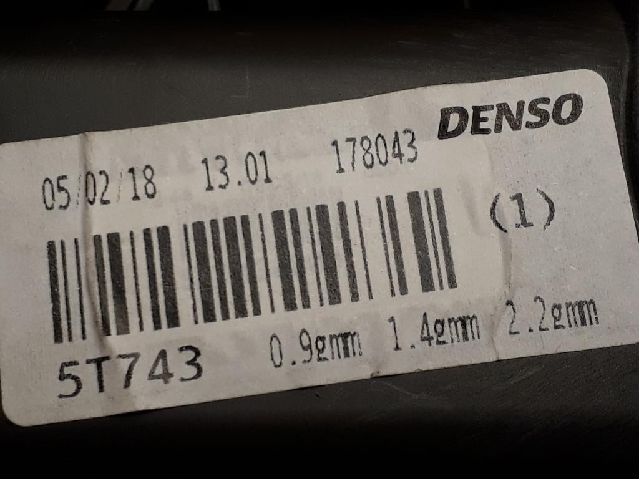 DENSO
05/02/18 13.01 178043
(1)
5T743 0.9gmm 1.4gmm 2.2gmm